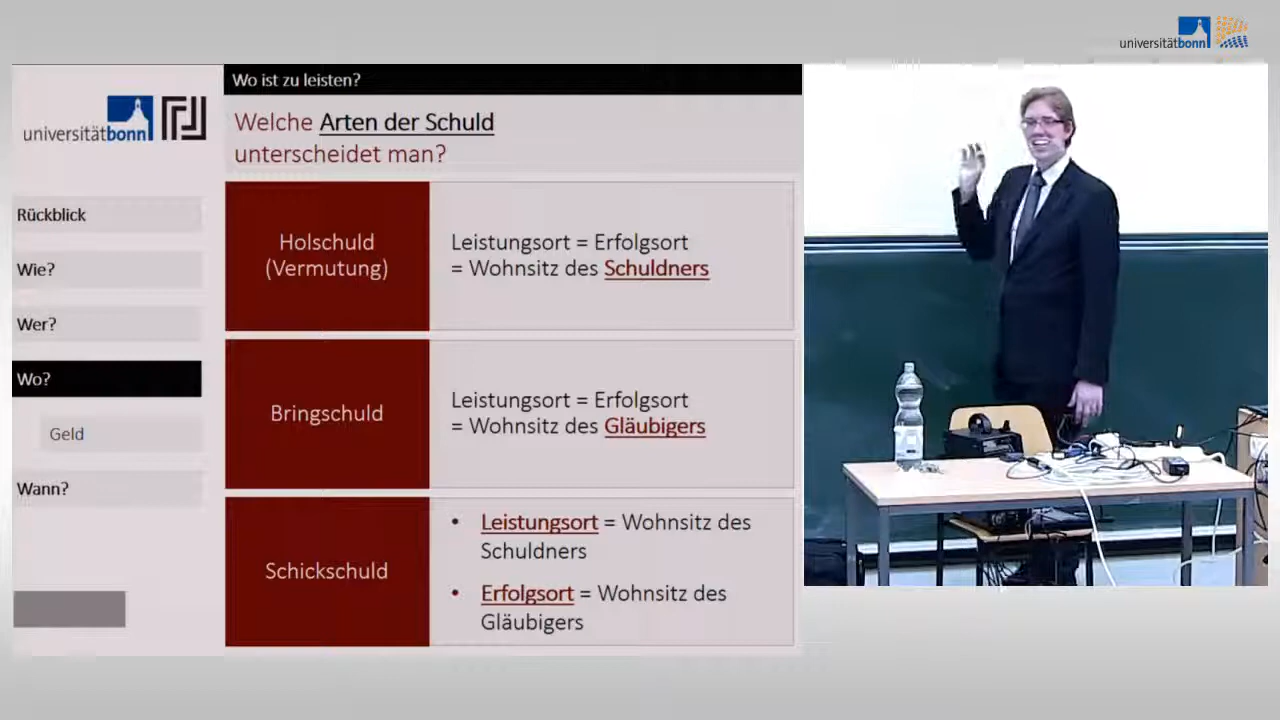 universitätbonn
universitätbonn
Rückblick
Wie?
Wer?
Wo?
Geld
Wann?
Wo ist zu leisten?
Welche Arten der Schuld
unterscheidet man?
Holschuld
(Vermutung)
Leistungsort = Erfolgsort
= Wohnsitz des Schuldners
Bringschuld
Leistungsort = Erfolgsort
= Wohnsitz des Gläubigers
Schickschuld
• Leistungsort = Wohnsitz des
Schuldners
• Erfolgsort = Wohnsitz des
Gläubigers